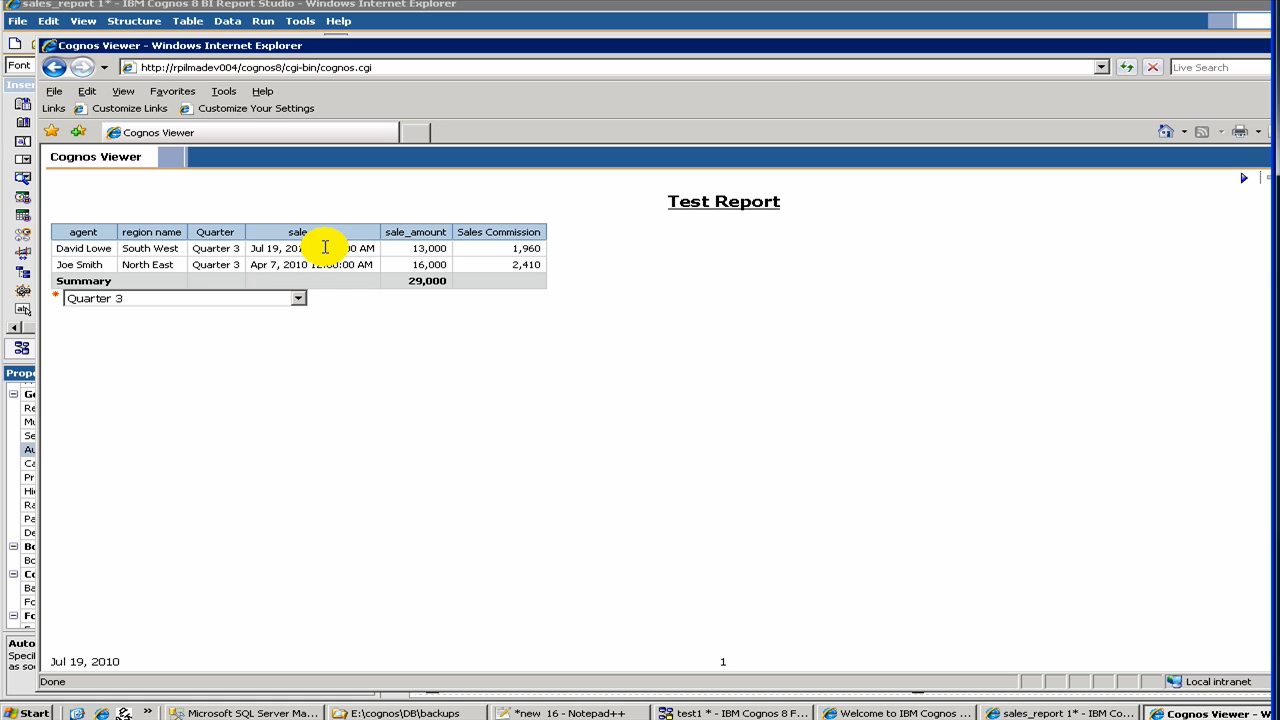 sales_report 1* - IBM Cognos 8 BI Report Studio - Windows Internet Explorer
File Edit View Structure Table Data Run Tools Help
Font
Cognos Viewer - Windows Internet Explorer
http://rpilmadev004/cognos8/cgi-bin/cognos.cgi
Live Search
File Edit View Favorites Tools Help
Links Customize Links Customize Your Settings
Cognos Viewer
Cognos Viewer
Test Report
agent region name Quarter sale sale_amount Sales Commission
David Lowe South West Quarter 3 Jul 19, 201 00 AM 13,000 1,960
Joe Smith North East Quarter 3 Apr 7, 2010 12:00:00 AM 16,000 2,410
Summary 29,000
* Quarter 3
Jul 19, 2010 1
Done Local intranet
Start Microsoft SQL Server Ma... E:\cognos\DB\backups *new 16 - Notepad++ test1 * - IBM Cognos 8 F... Welcome to IBM Cognos ... sales_report 1* - IBM Co... Cognos Viewer - W